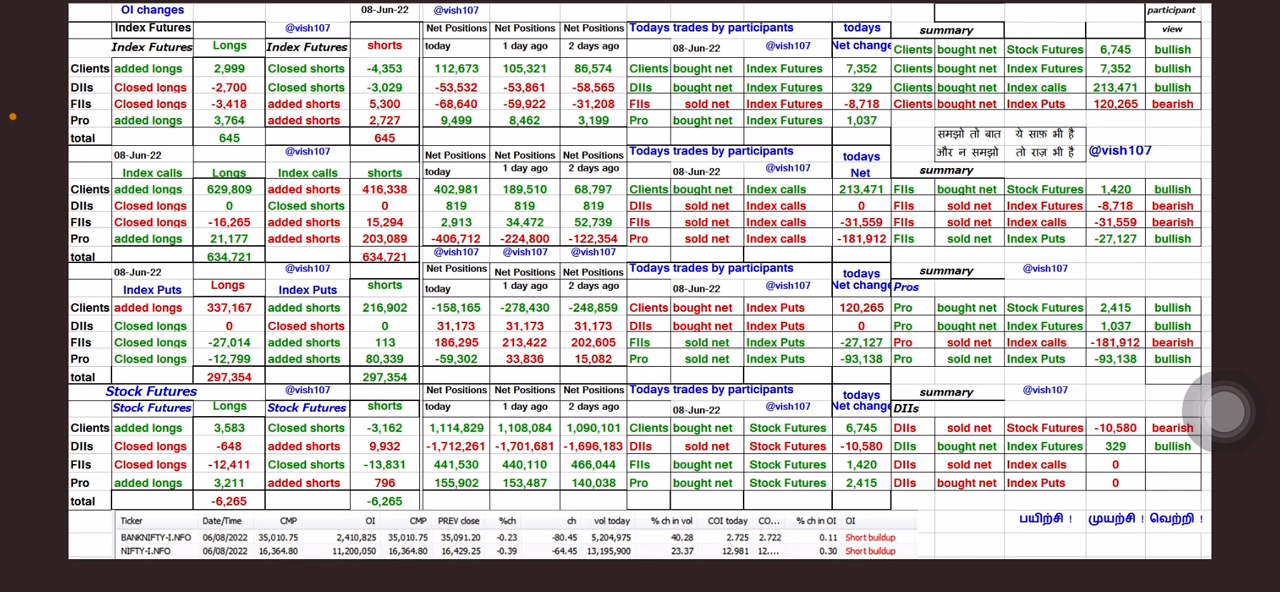 OI changes 08-Jun-22 @vish107 participant
Index Futures @vish107 Net Positions Net Positions Net Positions Todays trades by participants todays summary view
Index Futures Longs Index Futures shorts today 1 day ago 2 days ago 08-Jun-22 @vish107 Net change Clients bought net Stock Futures 6,745 bullish
Clients added longs 2,999 Closed shorts -4,353 112,673 105,321 86,574 Clients bought net Index Futures 7,352 Clients bought net Index Futures 7,352 bullish
DIIs Closed longs -2,700 Closed shorts -3,029 -53,532 -53,861 -58,565 DIIs bought net Index Futures 329 Clients bought net Index calls 213,471 bullish
FIIs Closed longs -3,418 added shorts 5,300 -68,640 -59,922 -31,208 FIIs sold net Index Futures -8,718 Clients bought net Index Puts 120,265 bearish
Pro added longs 3,764 added shorts 2,727 9,499 8,462 3,199 Pro bought net Index Futures 1,037
total 645 645 समझो तो बात ये साफ़ भी है
08-Jun-22 @vish107 Net Positions Net Positions Net Positions Todays trades by participants todays और न समझो तो राज़ भी है @vish107
Index calls Longs Index calls shorts today 1 day ago 2 days ago 08-Jun-22 @vish107 Net summary
Clients added longs 629,809 added shorts 416,338 402,981 189,510 68,797 Clients bought net Index calls 213,471 FIIs bought net Stock Futures 1,420 bullish
DIIs Closed longs 0 Closed shorts 0 819 819 819 DIIs sold net Index calls 0 FIIs sold net Index Futures -8,718 bearish
FIIs Closed longs -16,265 added shorts 15,294 2,913 34,472 52,739 FIIs sold net Index calls -31,559 FIIs sold net Index calls -31,559 bearish
Pro added longs 21,177 added shorts 203,089 -406,712 -224,800 -122,354 Pro sold net Index calls -181,912 FIIs sold net Index Puts -27,127 bullish
total 634,721 634,721 @vish107 @vish107 @vish107
08-Jun-22 Longs @vish107 shorts Net Positions Net Positions Net Positions Todays trades by participants todays summary @vish107
Index Puts Index Puts today 1 day ago 2 days ago 08-Jun-22 @vish107 Net change Pros
Clients added longs 337,167 added shorts 216,902 -158,165 -278,430 -248,859 Clients bought net Index Puts 120,265 Pro bought net Stock Futures 2,415 bullish
DIIs Closed longs 0 Closed shorts 0 31,173 31,173 31,173 DIIs bought net Index Puts 0 Pro bought net Index Futures 1,037 bullish
FIIs Closed longs -27,014 added shorts 113 186,295 213,422 202,605 FIIs sold net Index Puts -27,127 Pro sold net Index calls -181,912 bearish
Pro Closed longs -12,799 added shorts 80,339 -59,302 33,836 15,082 Pro sold net Index Puts -93,138 Pro sold net Index Puts -93,138 bullish
total 297,354 297,354
Stock Futures @vish107 Net Positions Net Positions Net Positions Todays trades by participants todays summary @vish107
Stock Futures Longs Stock Futures shorts today 1 day ago 2 days ago 08-Jun-22 @vish107 Net change DIIs
Clients added longs 3,583 Closed shorts -3,162 1,114,829 1,108,084 1,090,101 Clients bought net Stock Futures 6,745 DIIs sold net Stock Futures -10,580 bearish
DIIs Closed longs -648 added shorts 9,932 -1,712,261 -1,701,681 -1,696,183 DIIs sold net Stock Futures -10,580 DIIs bought net Index Futures 329 bullish
FIIs Closed longs -12,411 Closed shorts -13,831 441,530 440,110 466,044 FIIs bought net Stock Futures 1,420 DIIs sold net Index calls 0
Pro added longs 3,211 added shorts 796 155,902 153,487 140,038 Pro bought net Stock Futures 2,415 DIIs bought net Index Puts 0
total -6,265 -6,265
Ticker Date/Time CMP OI CMP PREV close %ch ch vol today % ch in vol COI today CO... % ch in OI OI பயிற்சி ! முயற்சி ! வெற்றி !
BANKNIFTY-I.NFO 06/08/2022 35,010.75 2,410,825 35,010.75 35,091.20 -0.23 -80.45 5,204,975 40.28 2.725 2.722 0.11 Short buildup
NIFTY-I.NFO 06/08/2022 16,364.80 11,200,050 16,364.80 16,429.25 -0.39 -64.45 13,195,900 23.37 12.981 12.... 0.30 Short buildup